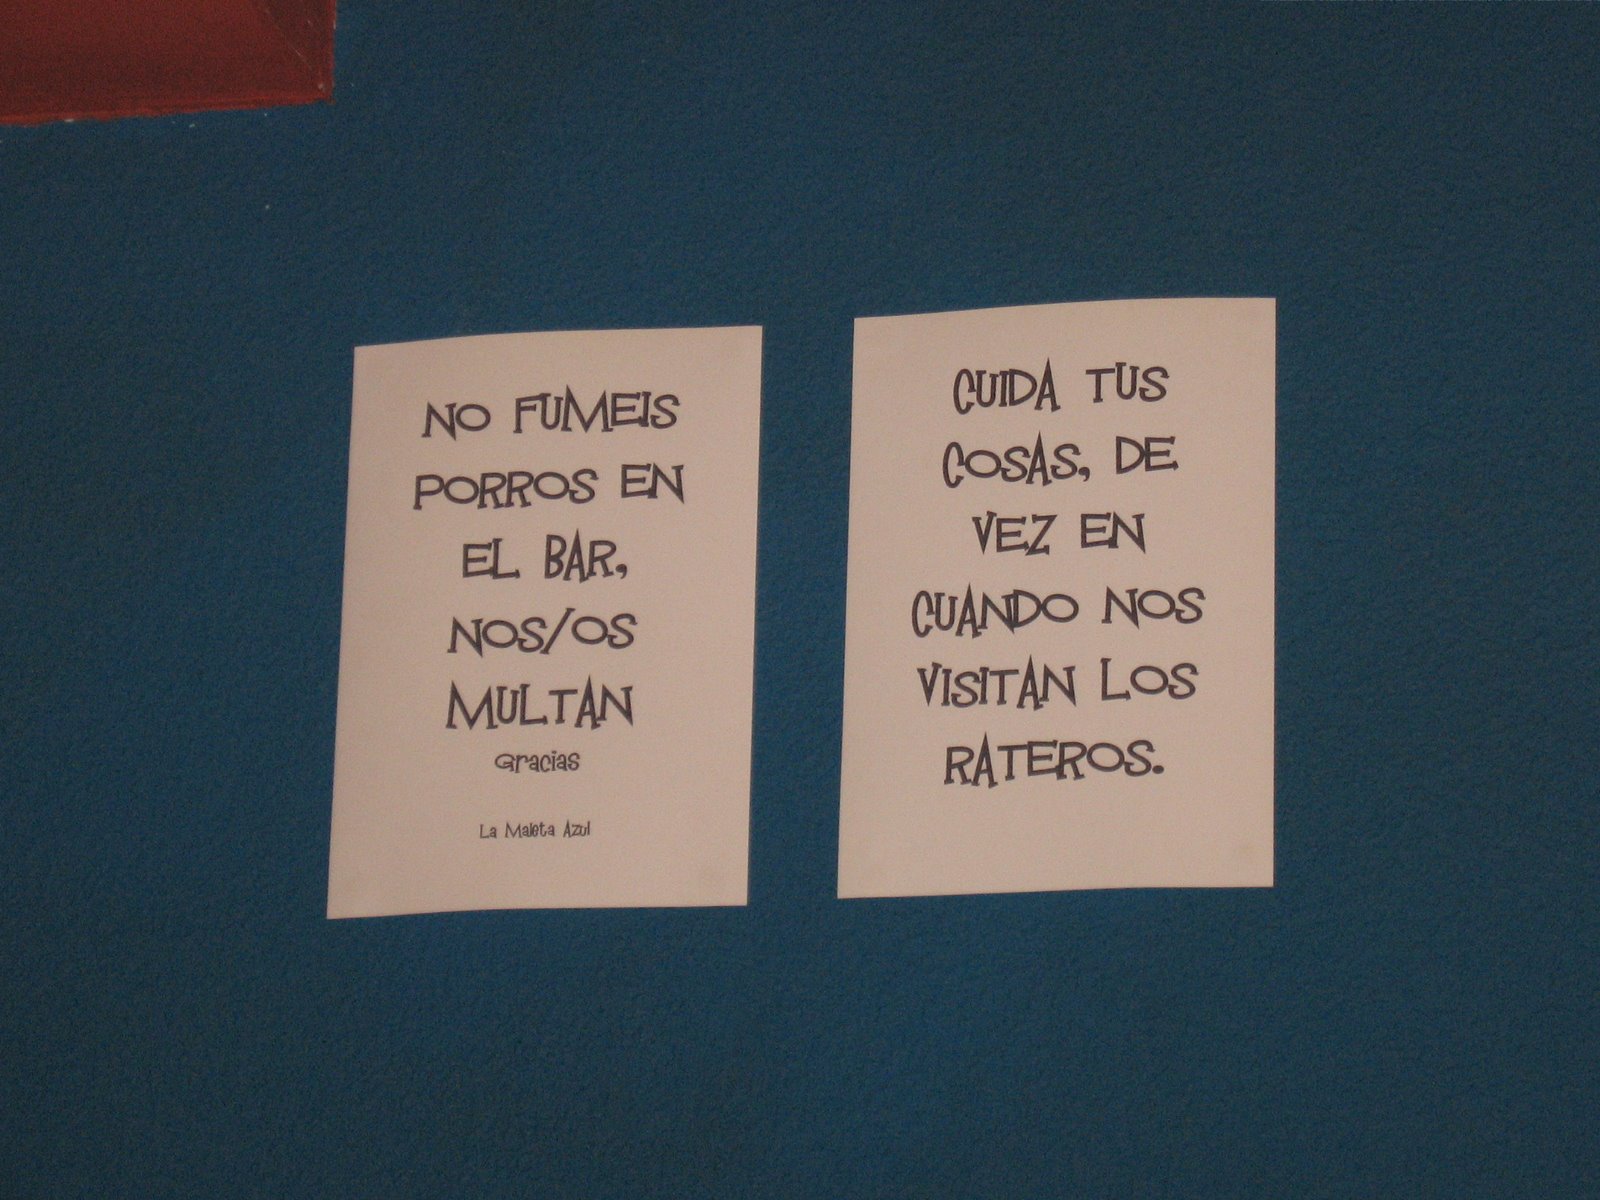 NO FUMEIS
PORROS EN
EL BAR,
NOS/OS
MULTAN
Gracias
La Maleta Azul
CUIDA TUS
COSAS, DE
VEZ EN
CUANDO NOS
VISITAN LOS
RATEROS.